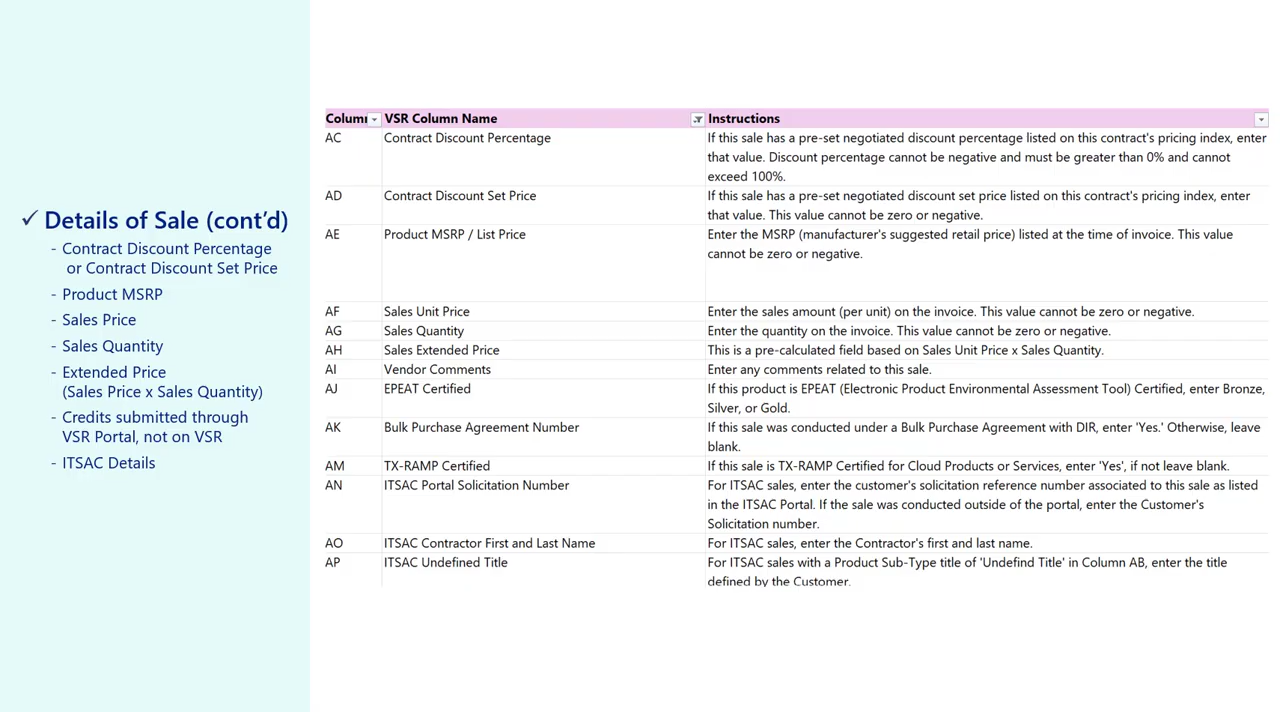 ✓ Details of Sale (cont’d)
- Contract Discount Percentage
or Contract Discount Set Price
- Product MSRP
- Sales Price
- Sales Quantity
- Extended Price
(Sales Price x Sales Quantity)
- Credits submitted through
VSR Portal, not on VSR
- ITSAC Details
Column VSR Column Name Instructions
AC Contract Discount Percentage If this sale has a pre-set negotiated discount percentage listed on this contract's pricing index, enter
that value. Discount percentage cannot be negative and must be greater than 0% and cannot
exceed 100%.
AD Contract Discount Set Price If this sale has a pre-set negotiated discount set price listed on this contract's pricing index, enter
that value. This value cannot be zero or negative.
AE Product MSRP / List Price Enter the MSRP (manufacturer's suggested retail price) listed at the time of invoice. This value
cannot be zero or negative.
AF Sales Unit Price Enter the sales amount (per unit) on the invoice. This value cannot be zero or negative.
AG Sales Quantity Enter the quantity on the invoice. This value cannot be zero or negative.
AH Sales Extended Price This is a pre-calculated field based on Sales Unit Price x Sales Quantity.
AI Vendor Comments Enter any comments related to this sale.
AJ EPEAT Certified If this product is EPEAT (Electronic Product Environmental Assessment Tool) Certified, enter Bronze,
Silver, or Gold.
AK Bulk Purchase Agreement Number If this sale was conducted under a Bulk Purchase Agreement with DIR, enter 'Yes.' Otherwise, leave
blank.
AM TX-RAMP Certified If this sale is TX-RAMP Certified for Cloud Products or Services, enter 'Yes', if not leave blank.
AN ITSAC Portal Solicitation Number For ITSAC sales, enter the customer's solicitation reference number associated to this sale as listed
in the ITSAC Portal. If the sale was conducted outside of the portal, enter the Customer's
Solicitation number.
AO ITSAC Contractor First and Last Name For ITSAC sales, enter the Contractor's first and last name.
AP ITSAC Undefined Title For ITSAC sales with a Product Sub-Type title of 'Undefind Title' in Column AB, enter the title
defined by the Customer.